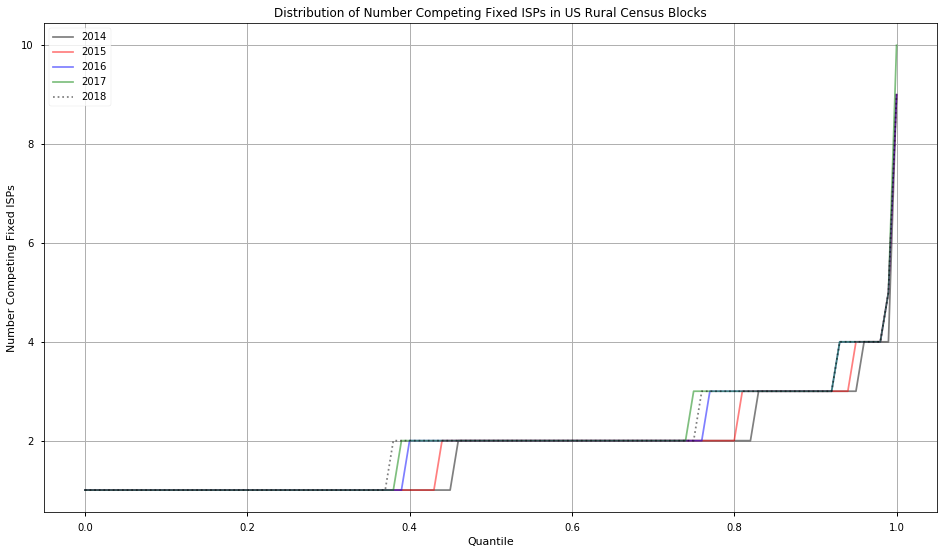 Distribution of Number Competing Fixed ISPs in US Rural Census Blocks
2014
2015
2016
2017
2018
10
8
6
4
2
Number Competing Fixed ISPs
0.0 0.2 0.4 0.6 0.8 1.0
Quantile